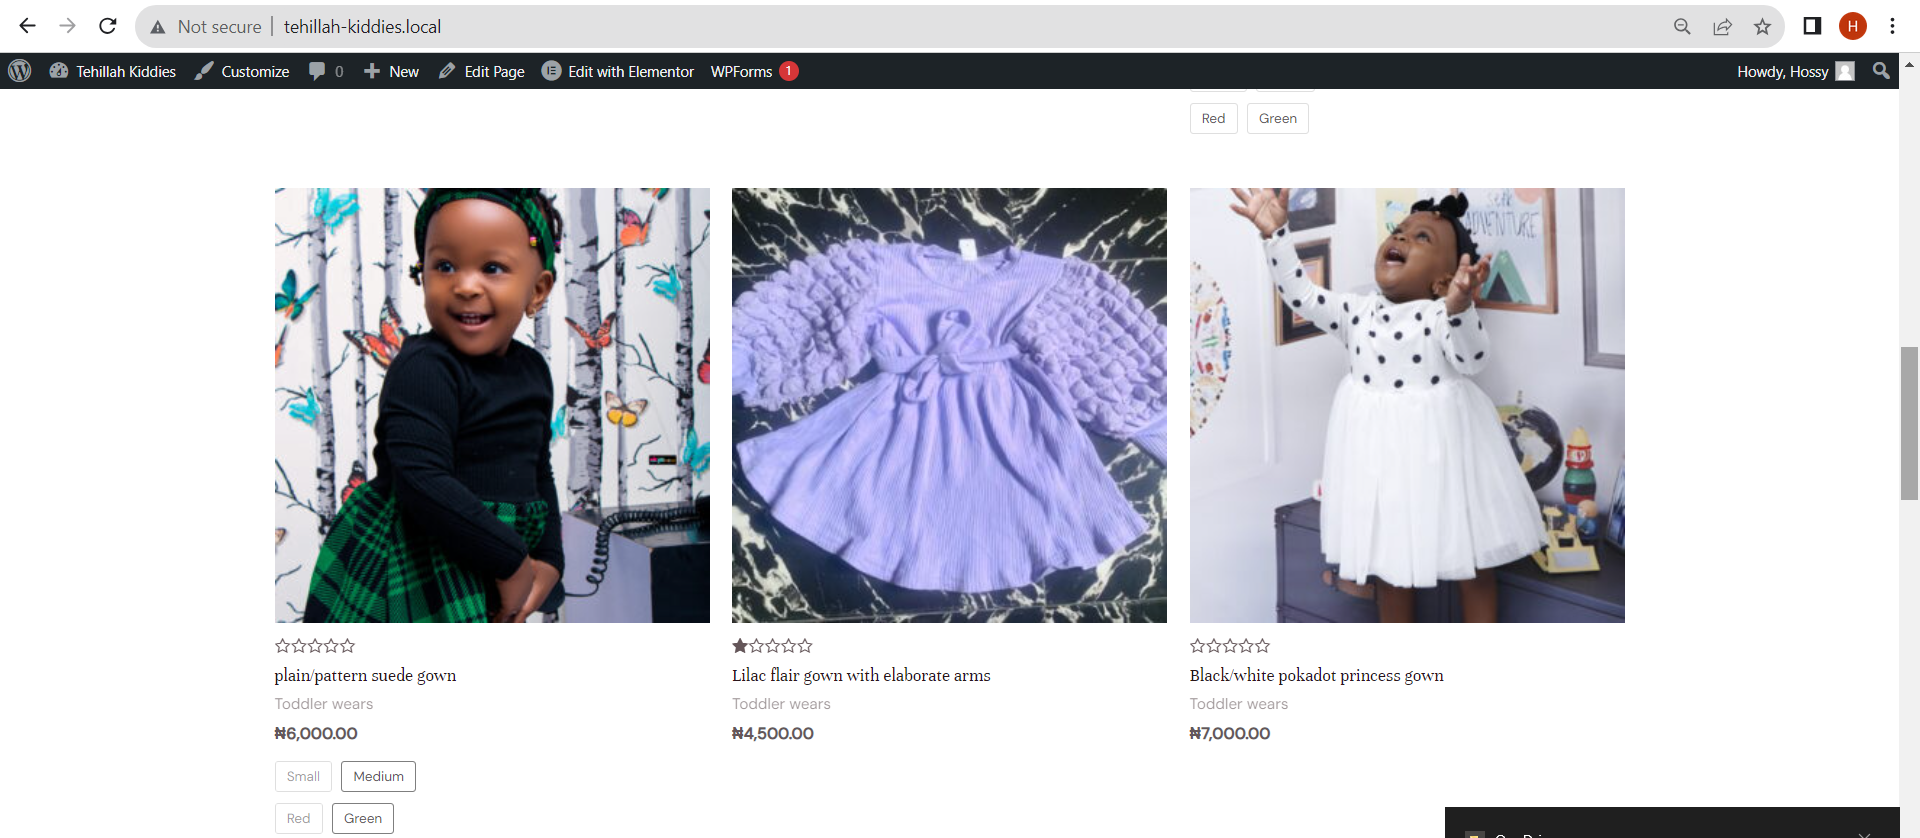 Not secure | tehillah-kiddies.local
H
Tehillah Kiddies Customize 0 New Edit Page Edit with Elementor WPForms 1 Howdy, Hossy
Red Green
self
ADVENTURE
plain/pattern suede gown
Toddler wears
₦6,000.00
Small Medium
Red Green
Lilac flair gown with elaborate arms
Toddler wears
₦4,500.00
Black/white pokadot princess gown
Toddler wears
₦7,000.00